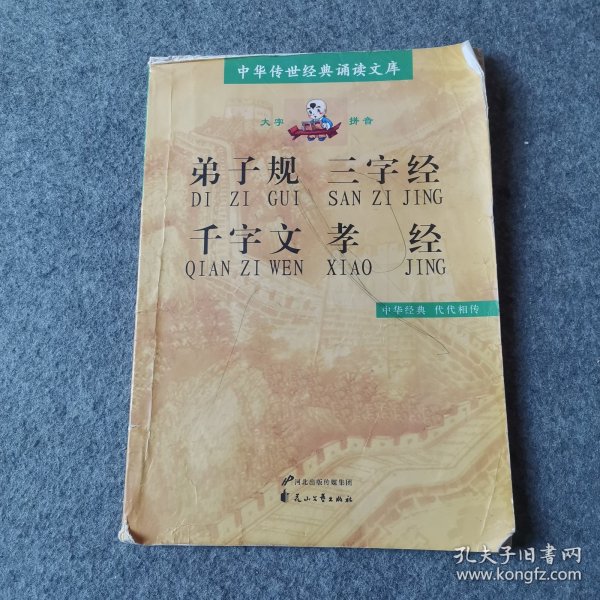 中华传世经典诵读文库
大字 拼音
弟子规 三字经
DI ZI GUI SAN ZI JING
千字文 孝经
QIAN ZI WEN XIAO JING
中华经典 代代相传
河北出版传媒集团
花山文艺出版社
孔夫子旧书网
www.kongfz.com